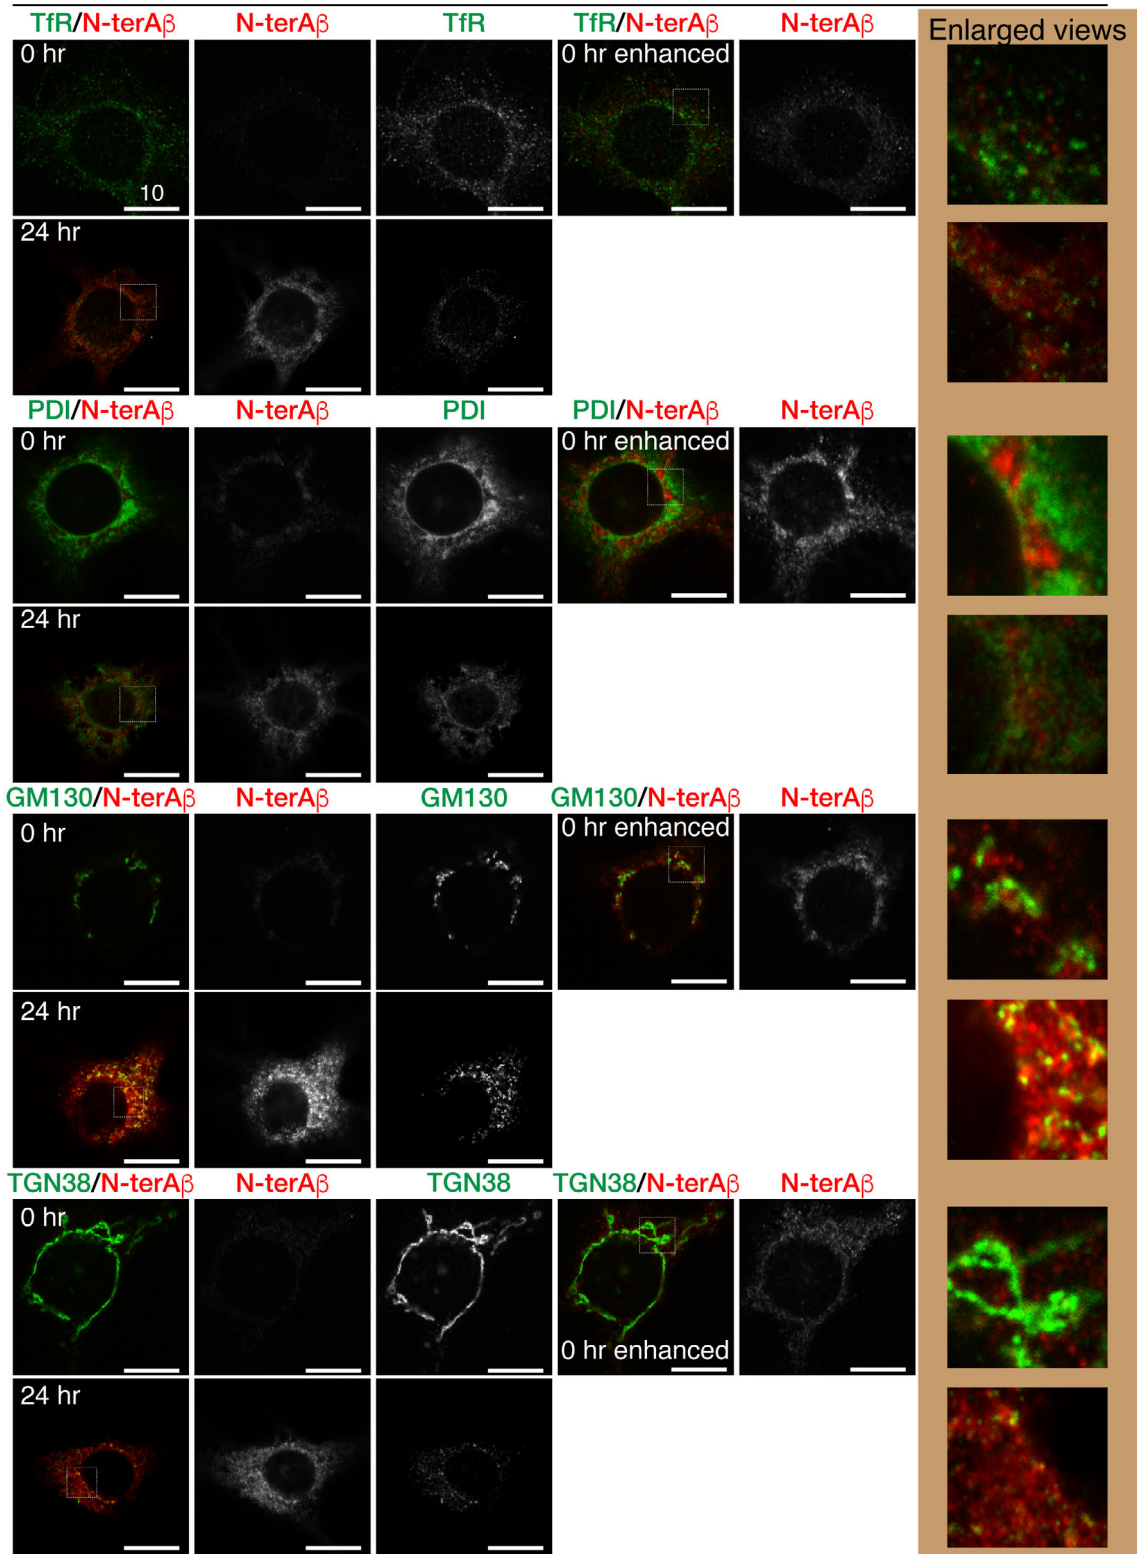 TfR/N-terAβ N-terAβ TfR TfR/N-terAβ N-terAβ
Enlarged views
0 hr 0 hr enhanced
10
24 hr
PDI/N-terAβ N-terAβ PDI PDI/N-terAβ N-terAβ
0 hr 0 hr enhanced
24 hr
GM130/N-terAβ N-terAβ GM130 GM130/N-terAβ N-terAβ
0 hr 0 hr enhanced
24 hr
TGN38/N-terAβ N-terAβ TGN38 TGN38/N-terAβ N-terAβ
0 hr
0 hr enhanced
24 hr